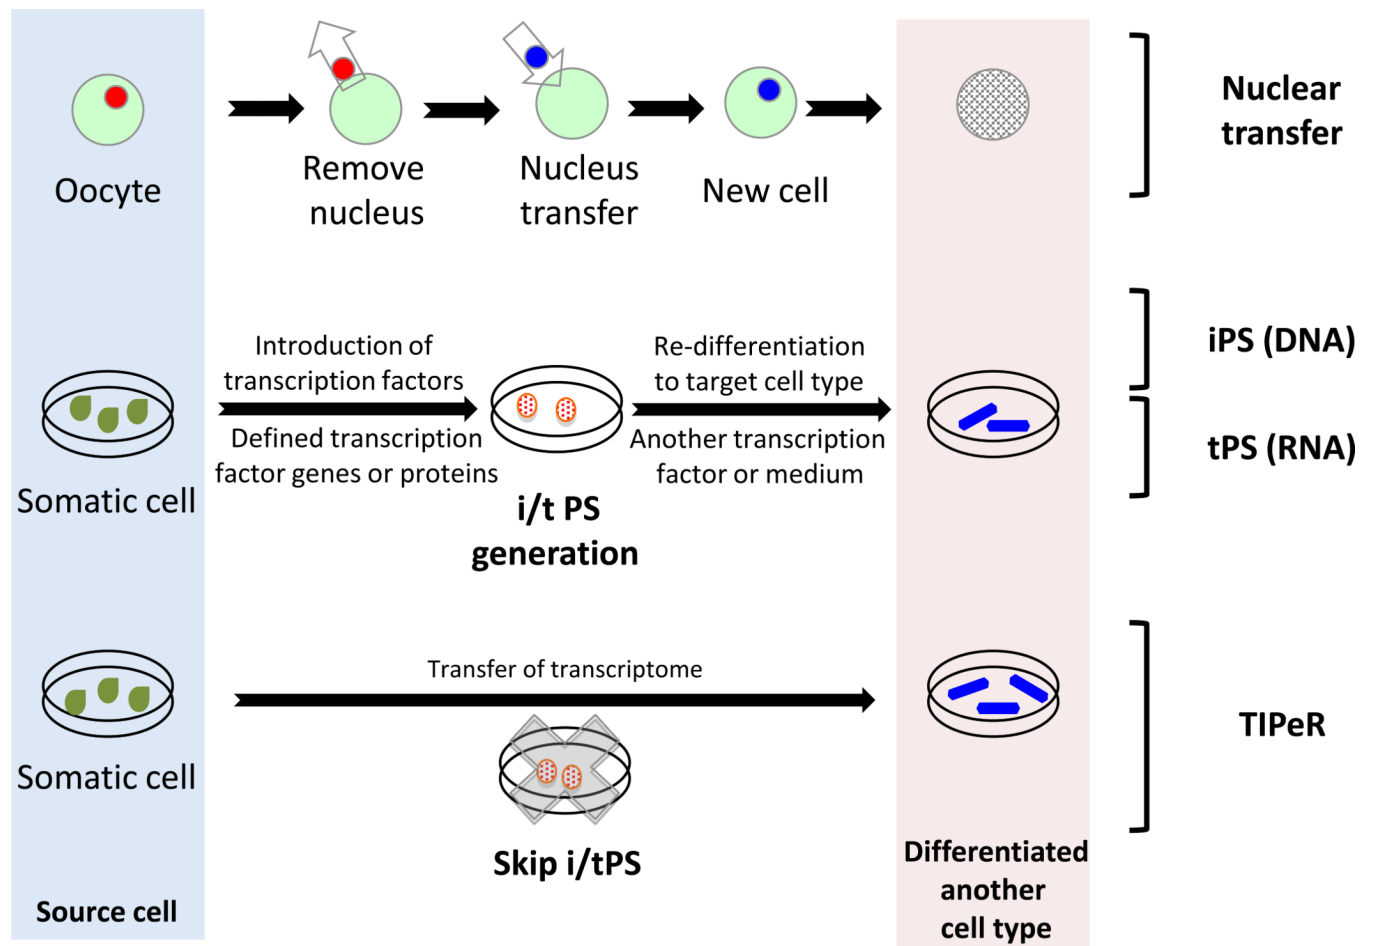 Oocyte
Remove
nucleus
Nucleus
transfer
New cell
Nuclear
transfer
Somatic cell
Introduction of
transcription factors
Defined transcription
factor genes or proteins
i/t PS
generation
Re-differentiation
to target cell type
Another transcription
factor or medium
iPS (DNA)
tPS (RNA)
Somatic cell
Transfer of transcriptome
Skip i/tPS
TIPeR
Source cell
Differentiated
another
cell type